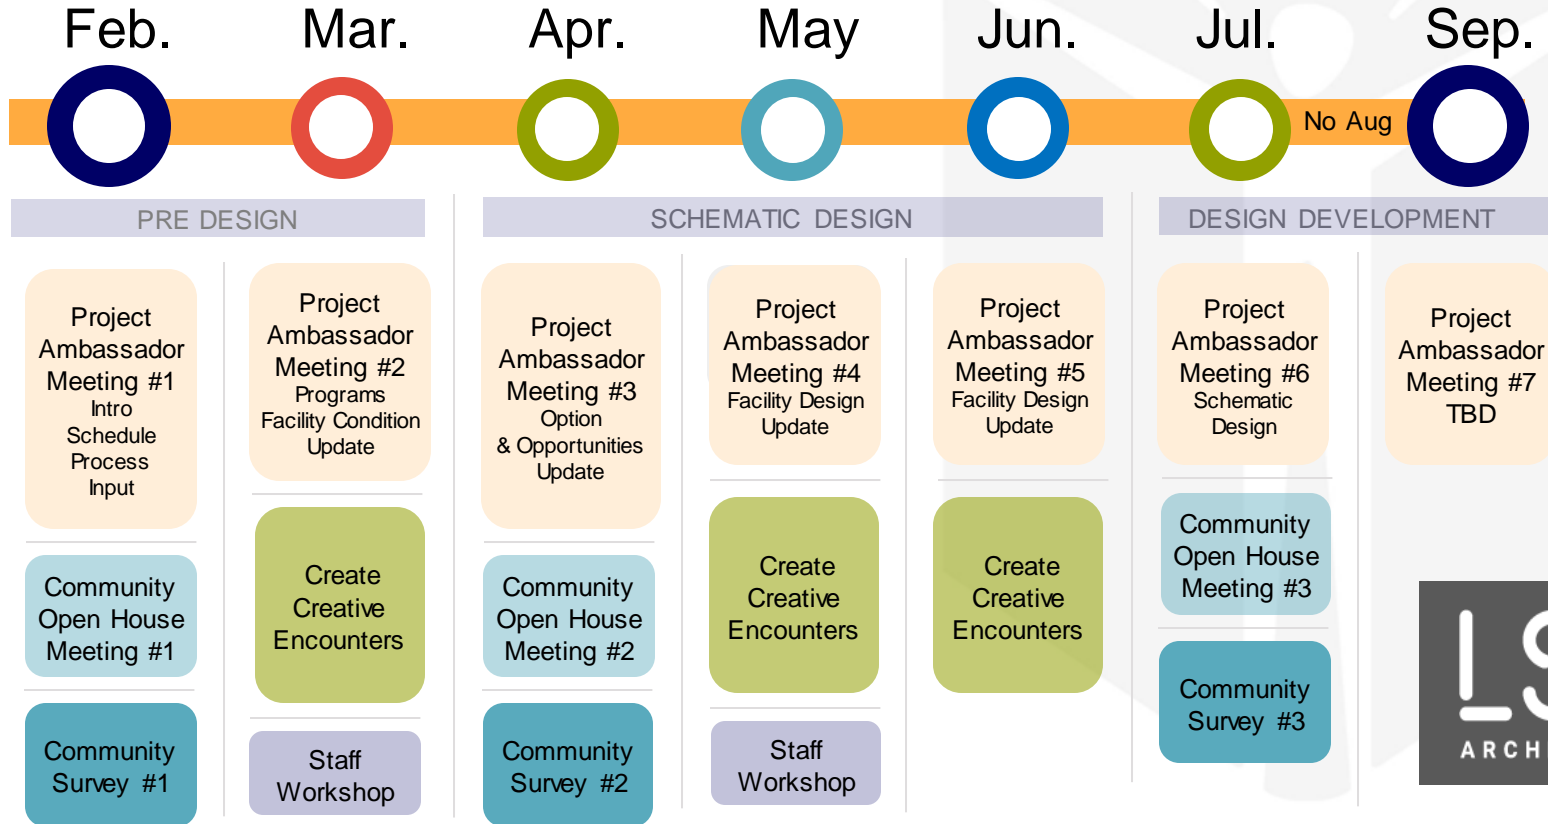 Feb.
Mar.
Apr.
May
Jun.
Jul.
Sep.
No Aug
PRE DESIGN
SCHEMATIC DESIGN
DESIGN DEVELOPMENT
Project
Ambassador
Meeting #1
Intro
Schedule
Process
Input
Community
Open House
Meeting #1
Community
Survey #1
Project
Ambassador
Meeting #2
Programs
Facility Condition
Update
Create
Creative
Encounters
Staff
Workshop
Project
Ambassador
Meeting #3
Option
& Opportunities
Update
Community
Open House
Meeting #2
Community
Survey #2
Project
Ambassador
Meeting #4
Facility Design
Update
Create
Creative
Encounters
Staff
Workshop
Project
Ambassador
Meeting #5
Facility Design
Update
Create
Creative
Encounters
Project
Ambassador
Meeting #6
Schematic
Design
Community
Open House
Meeting #3
Community
Survey #3
Project
Ambassador
Meeting #7
TBD
LS
ARCHI